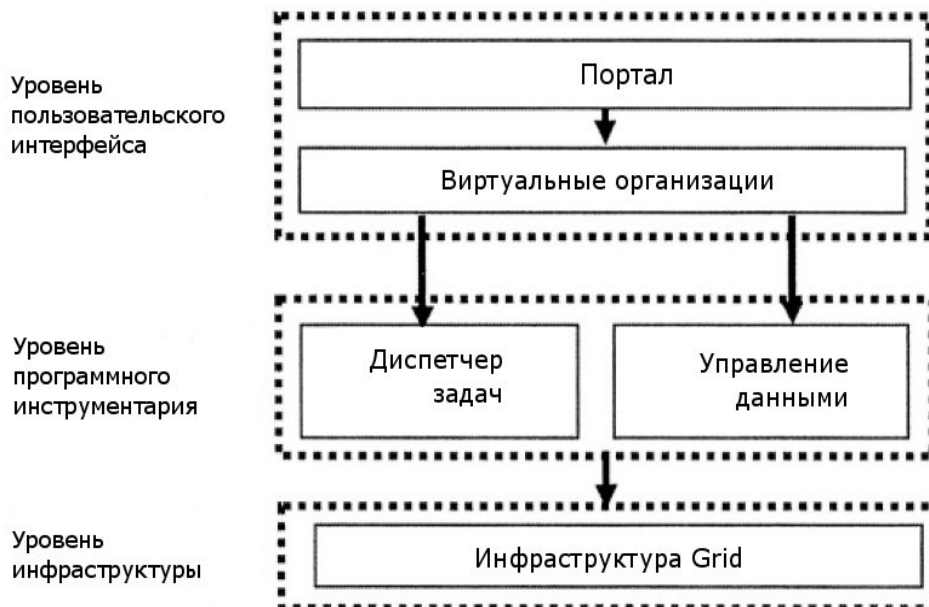 Уровень
пользовательского
интерфейса
Портал
Виртуальные организации
Уровень
программного
инструментария
Диспетчер
задач
Управление
данными
Уровень
инфраструктуры
Инфраструктура Grid